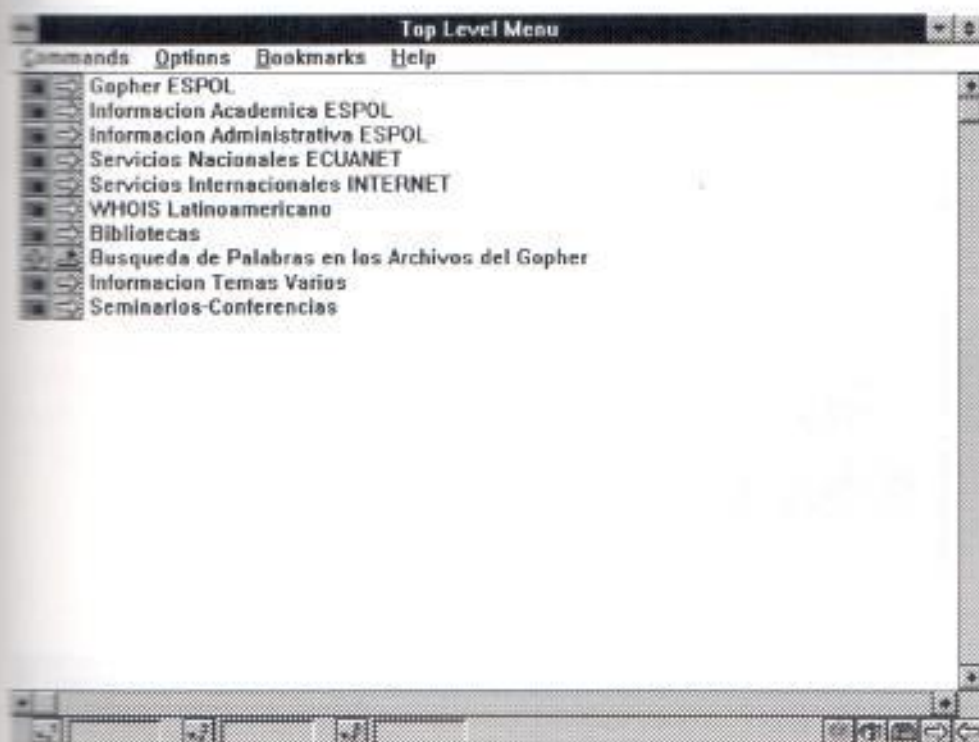 Top Level Menu
Commands Options Bookmarks Help
Gopher ESPOL
Informacion Academica ESPOL
Informacion Administrativa ESPOL
Servicios Nacionales ECUANET
Servicios Internacionales INTERNET
WHOIS Latinoamericano
Bibliotecas
Busqueda de Palabras en los Archivos del Gopher
Informacion Temas Varios
Seminarios-Conferencias